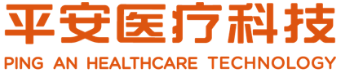 平安医疗科技
PING AN HEALTHCARE TECHNOLOGY